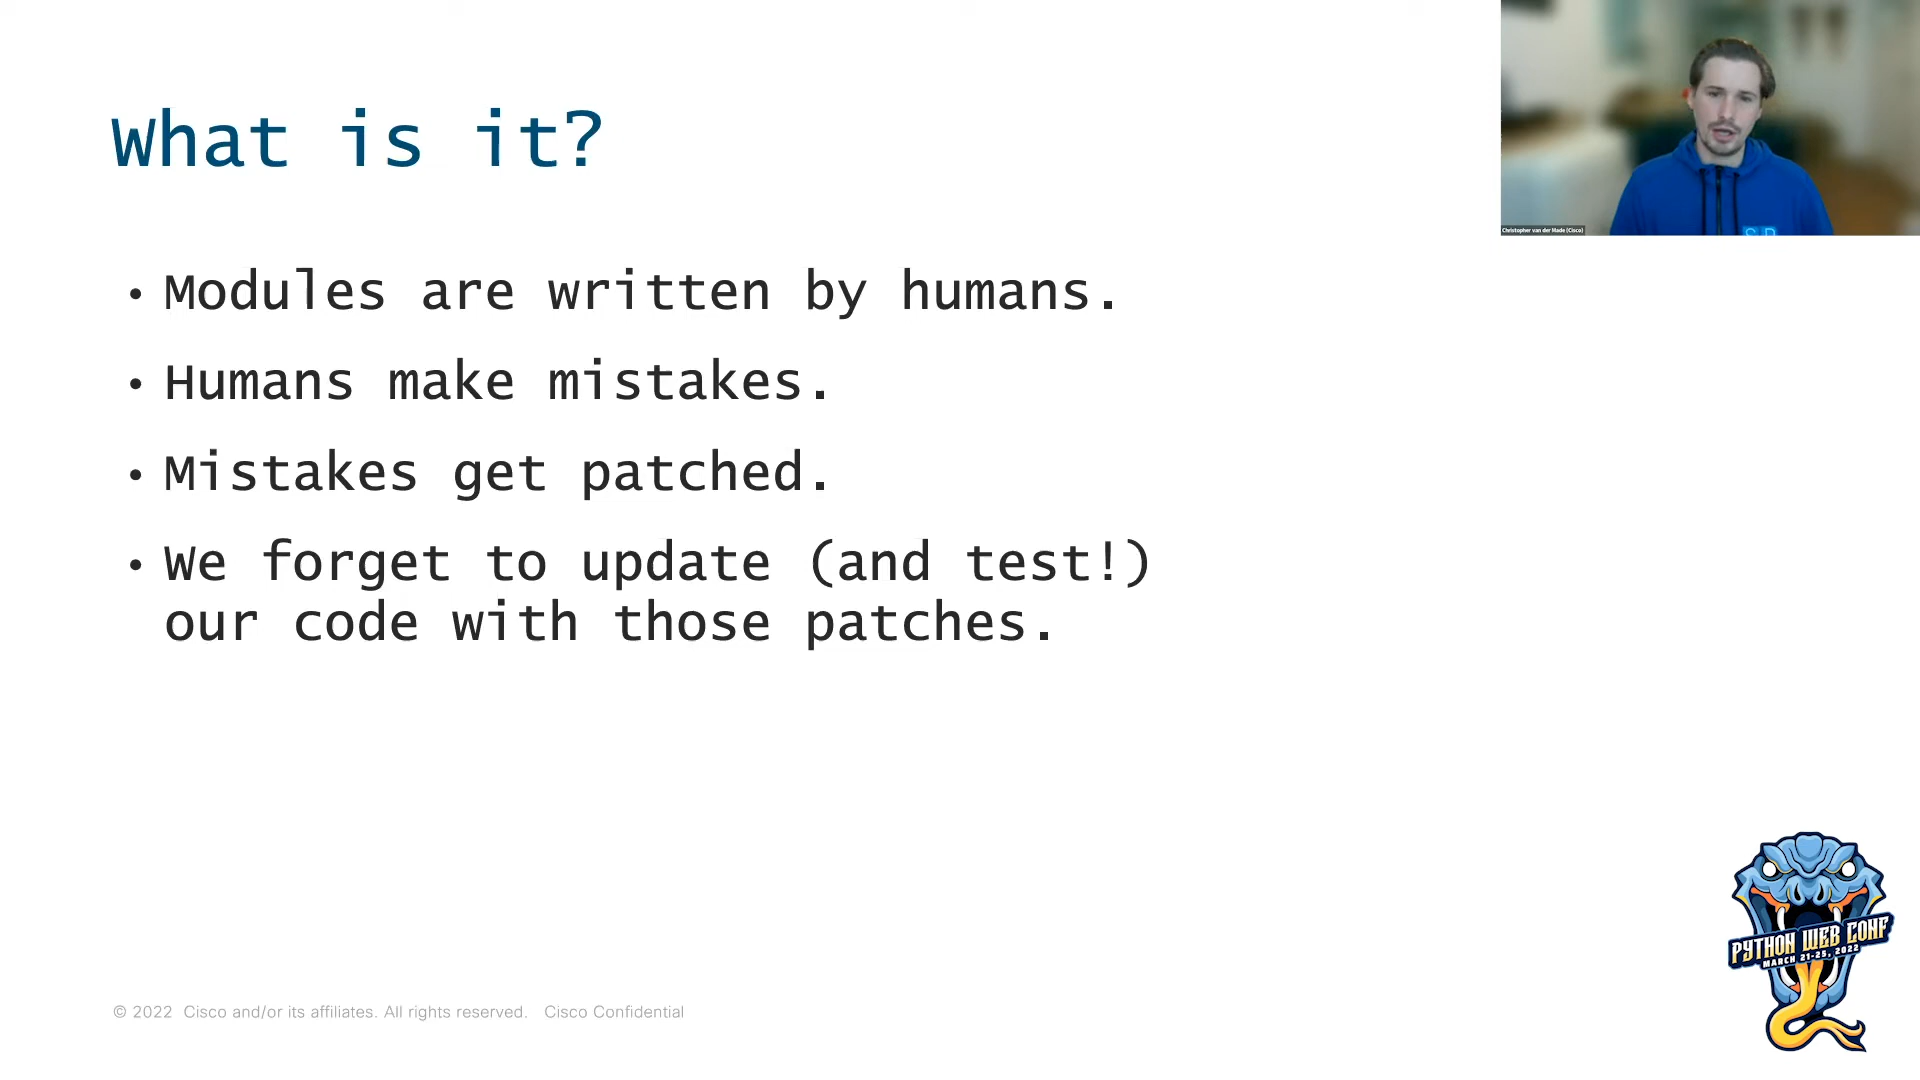 What is it?
Christopher van der Made (Cisco)
• Modules are written by humans.
• Humans make mistakes.
• Mistakes get patched.
• We forget to update (and test!)
our code with those patches.
PYTHON WEB CONF
MARCH 21-25, 2022
© 2022 Cisco and/or its affiliates. All rights reserved. Cisco Confidential